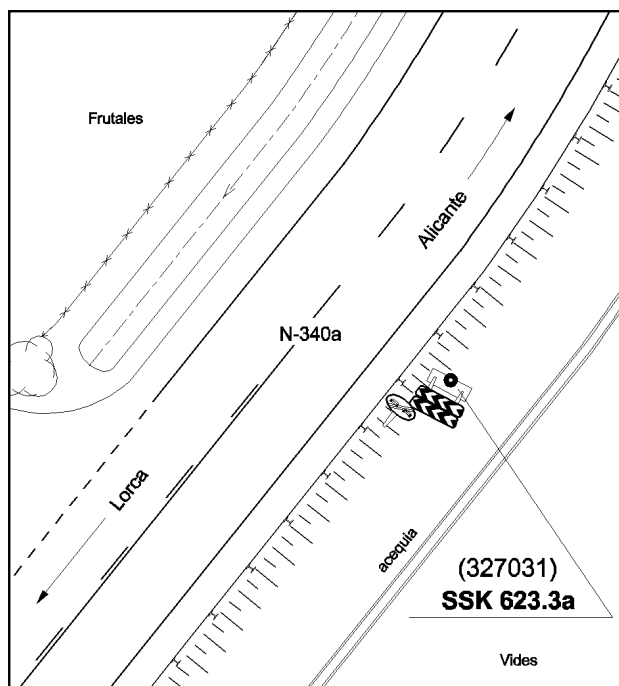 Frutales
Alicante
N-340a
Lorca
acequia
(327031)
SSK 623.3a
Vides